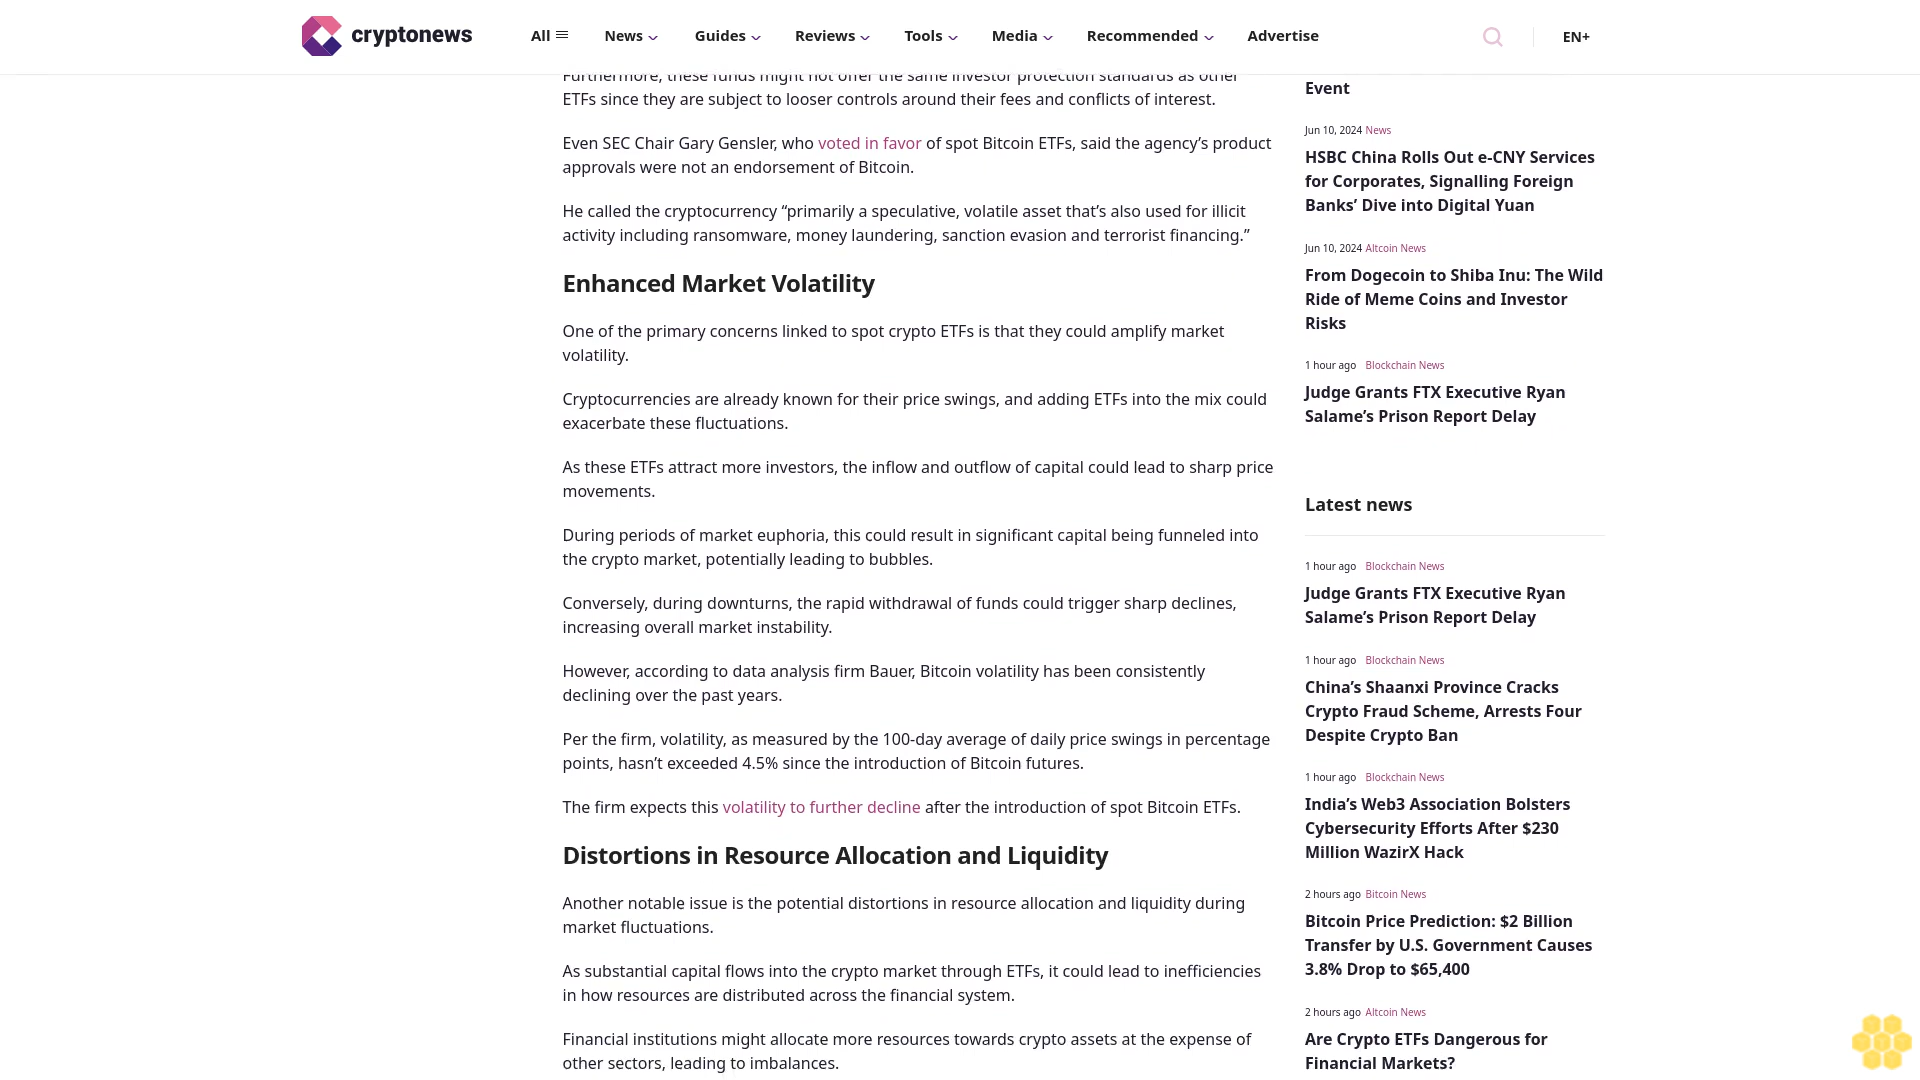 cryptonews
All
News
Guides
Reviews
Tools
Media
Recommended
Advertise
EN+
Furthermore, these funds might not offer the same investor protection standards as other
ETFs since they are subject to looser controls around their fees and conflicts of interest.
Even SEC Chair Gary Gensler, who voted in favor of spot Bitcoin ETFs, said the agency’s product
approvals were not an endorsement of Bitcoin.
He called the cryptocurrency “primarily a speculative, volatile asset that’s also used for illicit
activity including ransomware, money laundering, sanction evasion and terrorist financing.”
Enhanced Market Volatility
One of the primary concerns linked to spot crypto ETFs is that they could amplify market
volatility.
Cryptocurrencies are already known for their price swings, and adding ETFs into the mix could
exacerbate these fluctuations.
As these ETFs attract more investors, the inflow and outflow of capital could lead to sharp price
movements.
During periods of market euphoria, this could result in significant capital being funneled into
the crypto market, potentially leading to bubbles.
Conversely, during downturns, the rapid withdrawal of funds could trigger sharp declines,
increasing overall market instability.
However, according to data analysis firm Bauer, Bitcoin volatility has been consistently
declining over the past years.
Per the firm, volatility, as measured by the 100-day average of daily price swings in percentage
points, hasn’t exceeded 4.5% since the introduction of Bitcoin futures.
The firm expects this volatility to further decline after the introduction of spot Bitcoin ETFs.
Distortions in Resource Allocation and Liquidity
Another notable issue is the potential distortions in resource allocation and liquidity during
market fluctuations.
As substantial capital flows into the crypto market through ETFs, it could lead to inefficiencies
in how resources are distributed across the financial system.
Financial institutions might allocate more resources towards crypto assets at the expense of
other sectors, leading to imbalances.
Event
Jun 10, 2024 News
HSBC China Rolls Out e-CNY Services
for Corporates, Signalling Foreign
Banks’ Dive into Digital Yuan
Jun 10, 2024 Altcoin News
From Dogecoin to Shiba Inu: The Wild
Ride of Meme Coins and Investor
Risks
1 hour ago Blockchain News
Judge Grants FTX Executive Ryan
Salame’s Prison Report Delay
Latest news
1 hour ago Blockchain News
Judge Grants FTX Executive Ryan
Salame’s Prison Report Delay
1 hour ago Blockchain News
China’s Shaanxi Province Cracks
Crypto Fraud Scheme, Arrests Four
Despite Crypto Ban
1 hour ago Blockchain News
India’s Web3 Association Bolsters
Cybersecurity Efforts After $230
Million WazirX Hack
2 hours ago Bitcoin News
Bitcoin Price Prediction: $2 Billion
Transfer by U.S. Government Causes
3.8% Drop to $65,400
2 hours ago Altcoin News
Are Crypto ETFs Dangerous for
Financial Markets?